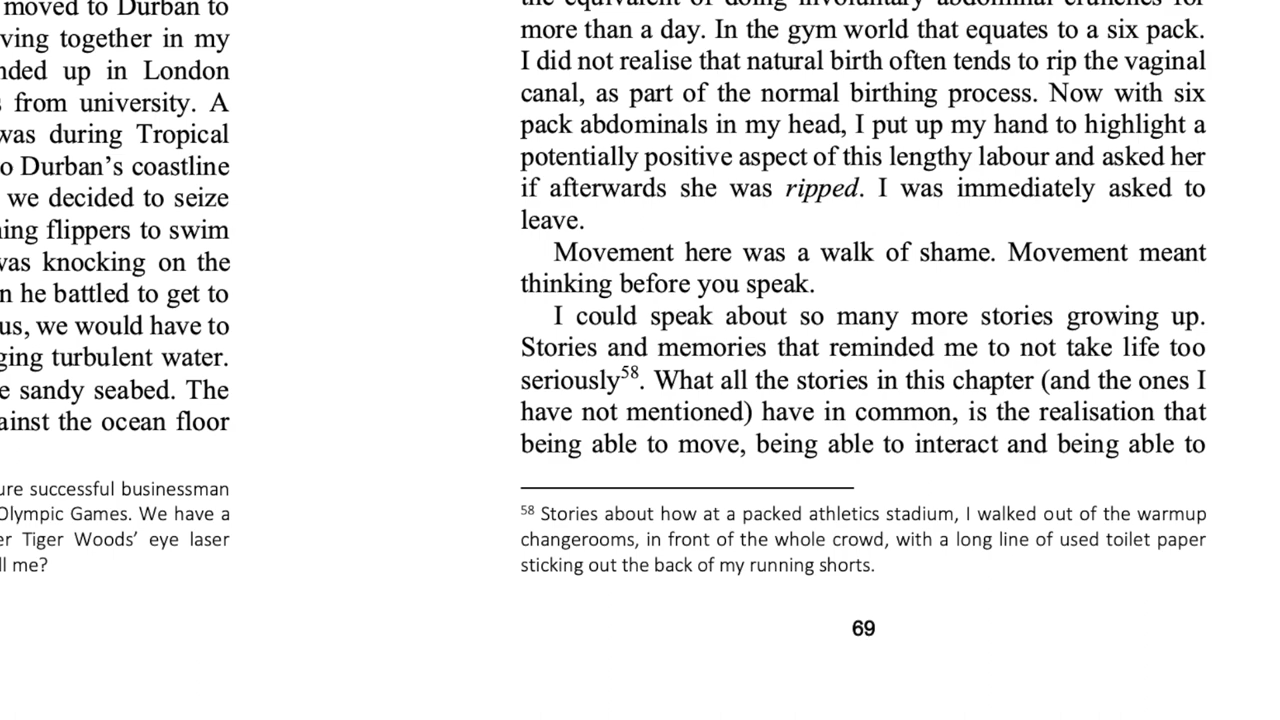 moved to Durban to
ving together in my
nded up in London
s from university. A
was during Tropical
o Durban's coastline
we decided to seize
ning flippers to swim
was knocking on the
n he battled to get to
us, we would have to
ging turbulent water.
e sandy seabed. The
ainst the ocean floor
ure successful businessman
Olympic Games. We have a
er Tiger Woods' eye laser
ll me?
the equivalent of doing involuntary abdominal crunches for
more than a day. In the gym world that equates to a six pack.
I did not realise that natural birth often tends to rip the vaginal
canal, as part of the normal birthing process. Now with six
pack abdominals in my head, I put up my hand to highlight a
potentially positive aspect of this lengthy labour and asked her
if afterwards she was ripped. I was immediately asked to
leave.
Movement here was a walk of shame. Movement meant
thinking before you speak.
I could speak about so many more stories growing up.
Stories and memories that reminded me to not take life too
seriously58. What all the stories in this chapter (and the ones I
have not mentioned) have in common, is the realisation that
being able to move, being able to interact and being able to
58 Stories about how at a packed athletics stadium, I walked out of the warmup
changerooms, in front of the whole crowd, with a long line of used toilet paper
sticking out the back of my running shorts.
69